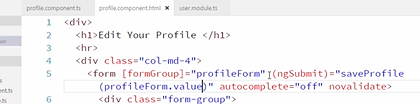 profile.component.ts profile.component.html user.module.ts
1 <div>
2 <h1>Edit Your Profile </h1>
3 <hr>
4 <div class="col-md-4">
5 <form [formGroup]="profileForm" (ngSubmit)="saveProfile
(profileForm.value)" autocomplete="off" novalidate>
6 <div class="form-group">